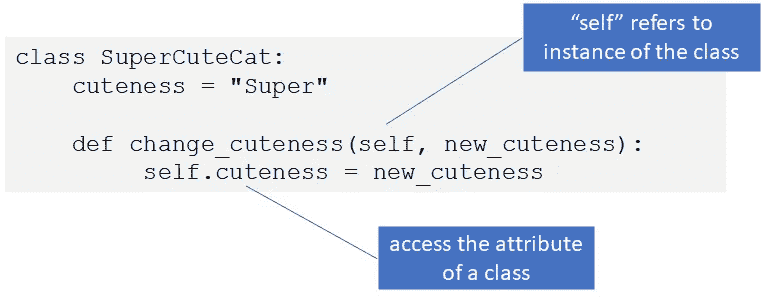 “self” refers to
instance of the class
class SuperCuteCat:
    cuteness = "Super"
    def change_cuteness(self, new_cuteness):
        self.cuteness = new_cuteness
access the attribute
of a class